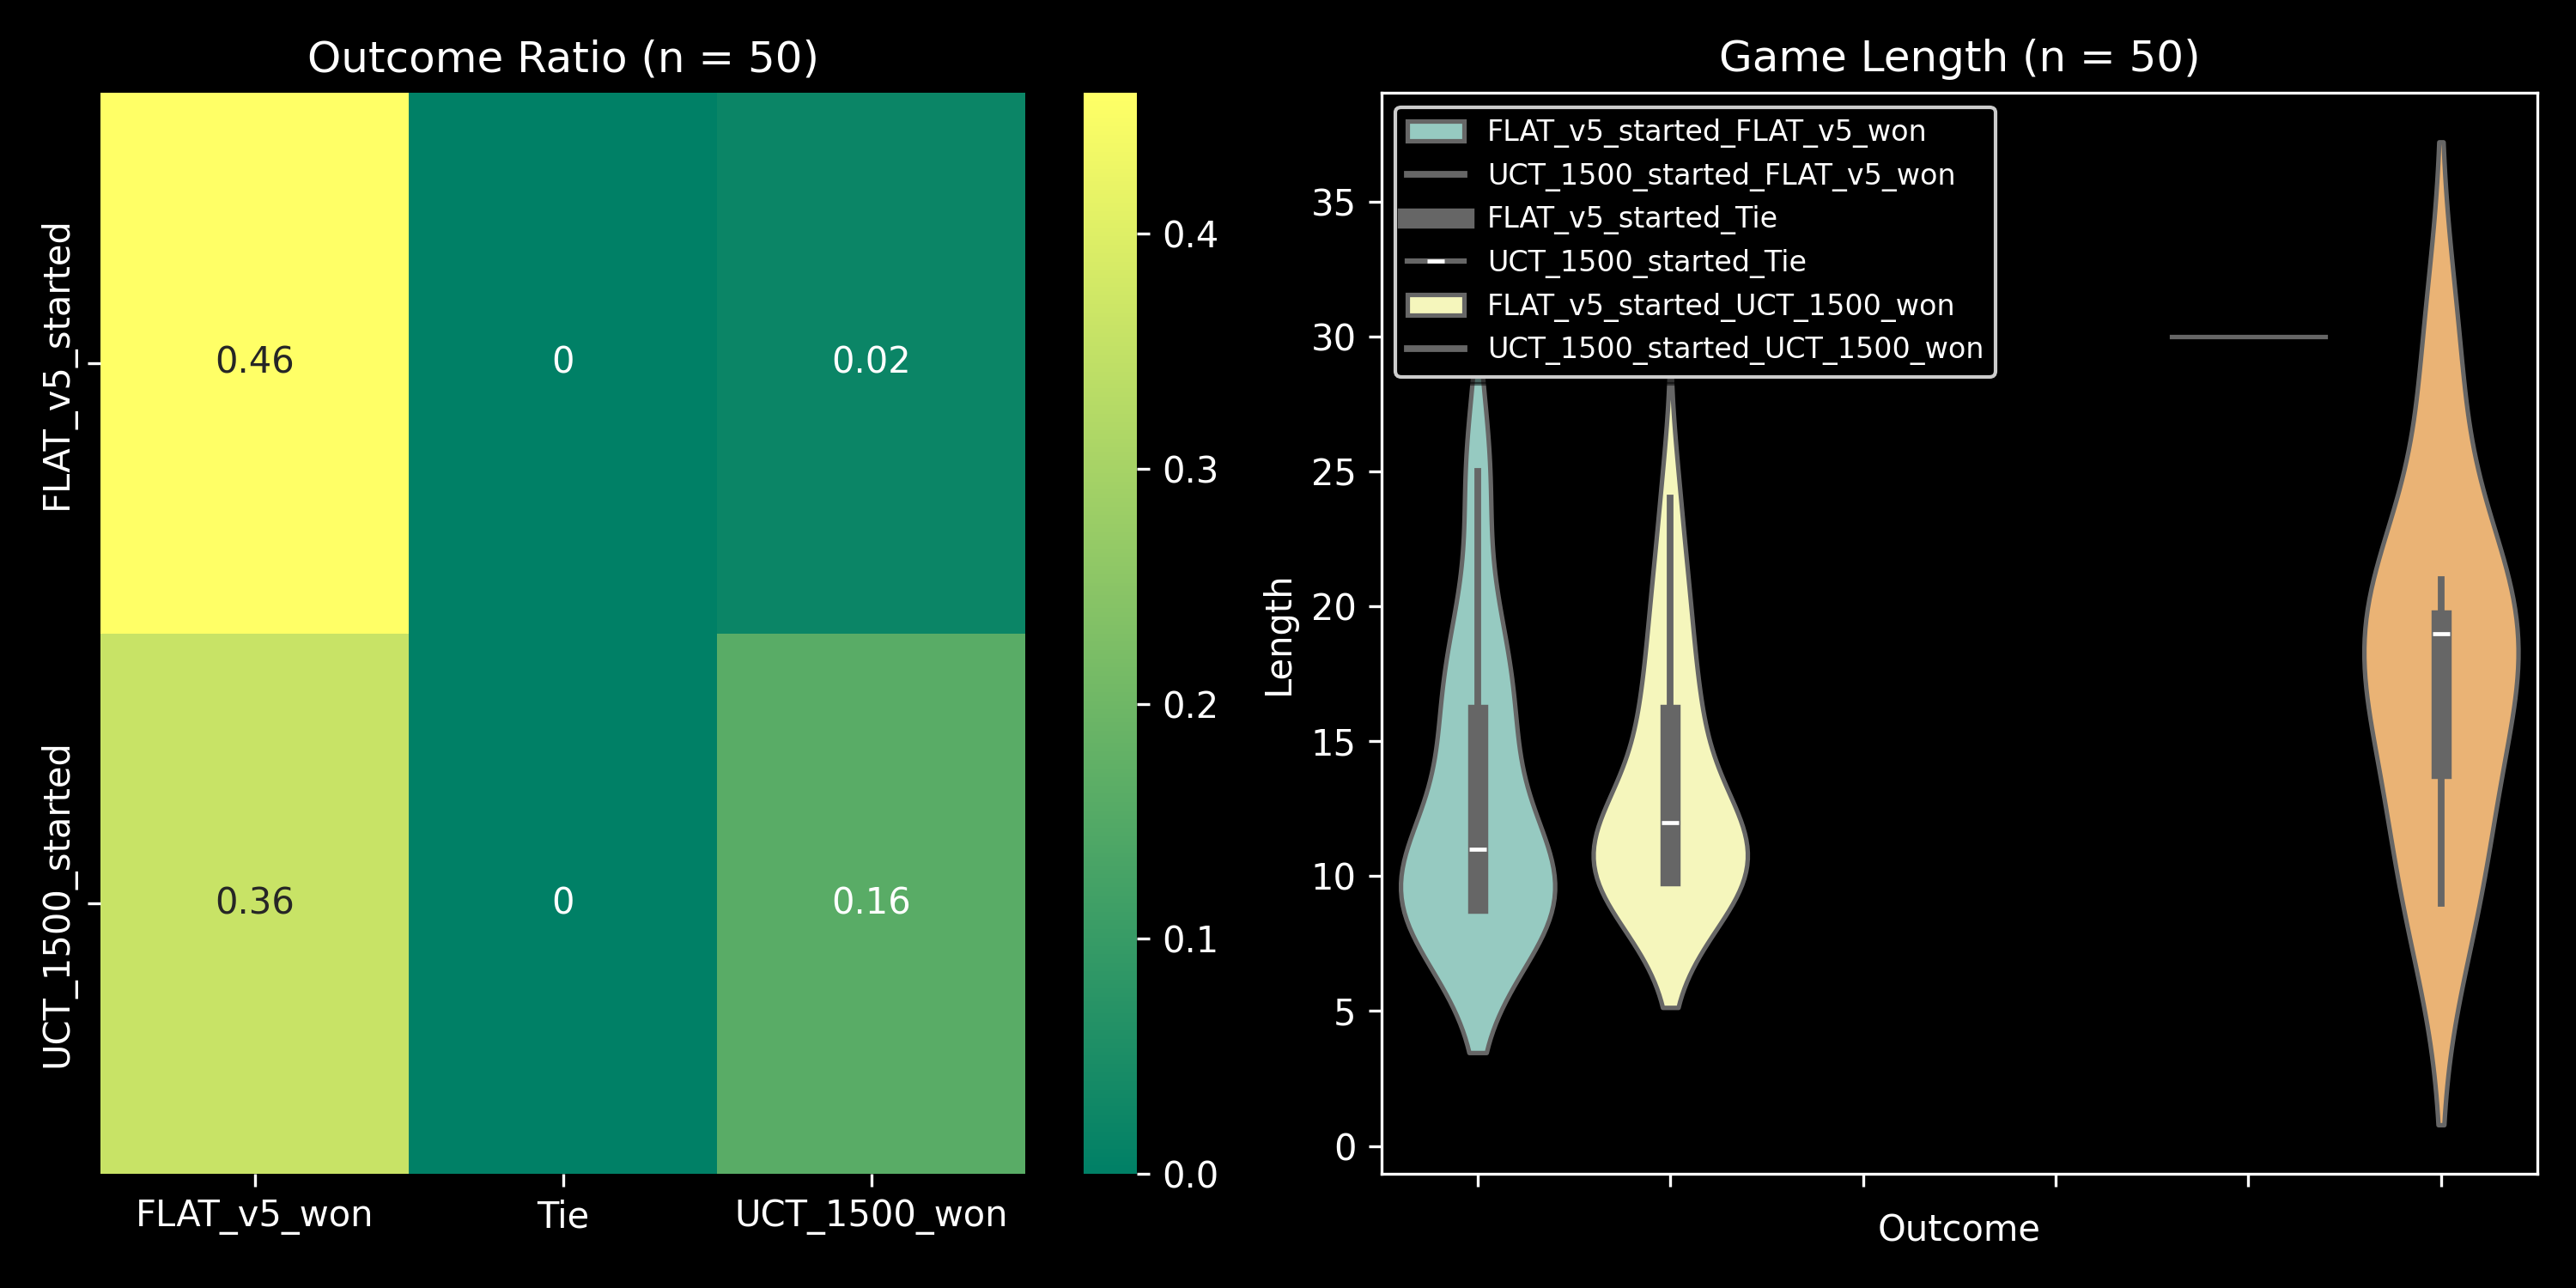 Outcome Ratio (n = 50)
FLAT_v5_started
UCT_1500_started
0.46
0
0.02
0.36
0
0.16
FLAT_v5_won
Tie
UCT_1500_won
0.4
0.3
0.2
0.1
0.0
Game Length (n = 50)
FLAT_v5_started_FLAT_v5_won
UCT_1500_started_FLAT_v5_won
FLAT_v5_started_Tie
UCT_1500_started_Tie
FLAT_v5_started_UCT_1500_won
UCT_1500_started_UCT_1500_won
Length
35
30
25
20
15
10
5
0
Outcome